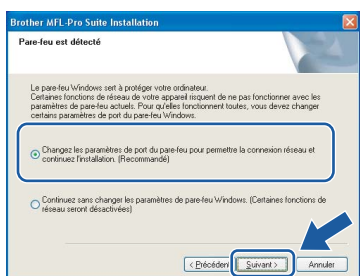 Brother MFL-Pro Suite Installation
Pare-feu est détecté
Le pare-feu Windows sert à protéger votre ordinateur.
Certaines fonctions de réseau de votre appareil risquent de ne pas fonctionner avec les
paramètres de pare-feu actuels. Pour qu'elles fonctionnent toutes, vous devez changer
certains paramètres de port du pare-feu Windows.
Changez les paramètres de port du pare-feu pour permettre la connexion réseau et
continuez l'installation. (Recommandé)
Continuez sans changer les paramètres de pare-feu Windows. (Certaines fonctions de
réseau seront désactivées)
< Précédent
Suivant >
Annuler